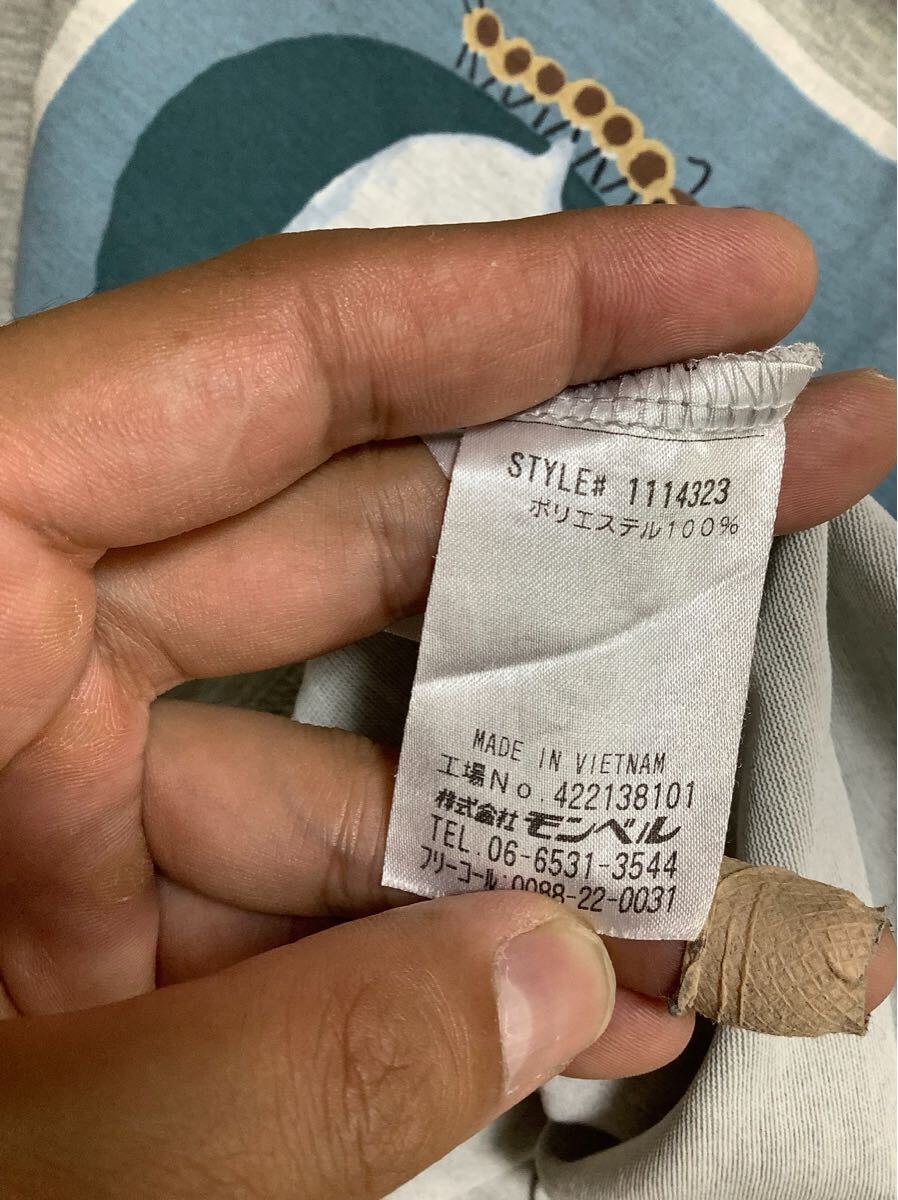 STYLE# 1114323
ポリエステル100%
MADE IN VIETNAM
工場No.422138101
株式会社 モンベル
TEL.06-6531-3544
フリーコール:0088-22-0031